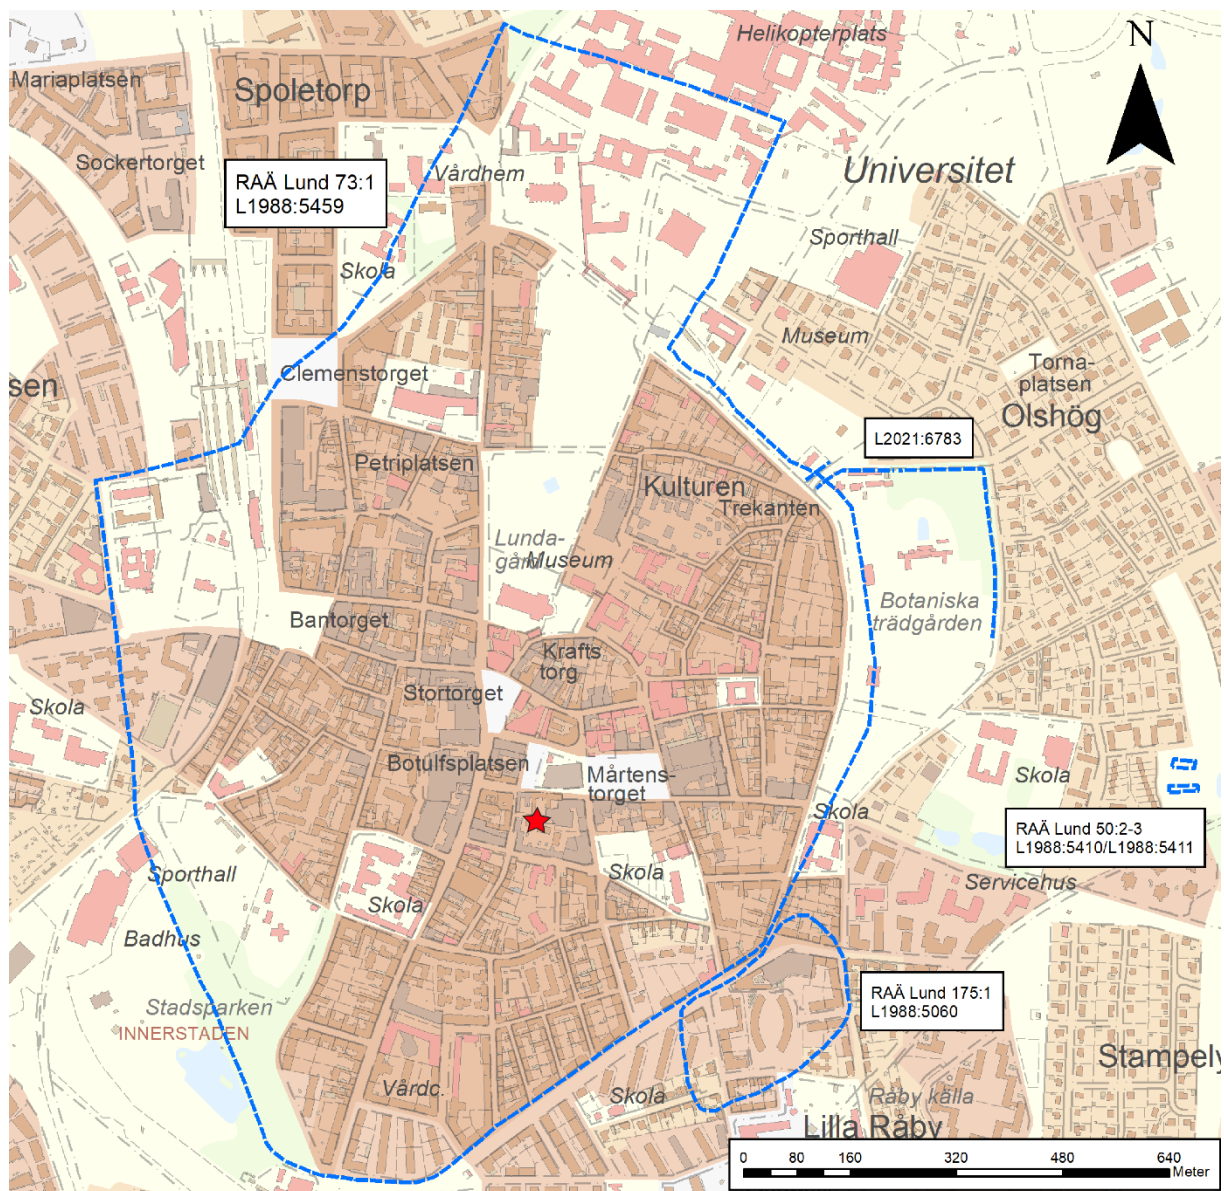 Helikopterplats
N
Mariaplatsen
Spoletorp
Sockertorget
RAÄ Lund 73:1
L1988:5459
Vårdhem
Universitet
Sporthall
Skola
Museum
Clemenstorget
Torna-
platsen
sen
Olshög
L2021:6783
Petriplatsen
Kulturen
Trekanten
Lunda-
gård
Museum
Botaniska
trädgården
Bantorget
Krafts
torg
Stortorget
Skola
Botulfsplatsen
Mårtens-
torget
Skola
Skola
RAÄ Lund 50:2-3
L1988:5410/L1988:5411
Sporthall
Skola
Skola
Servicehus
Badhus
Stadsparken
INNERSTADEN
RAÄ Lund 175:1
L1988:5060
Stampely
Vårdc.
Skola
Råby källa
Lilla Råby
0 80 160 320 480 640
Meter